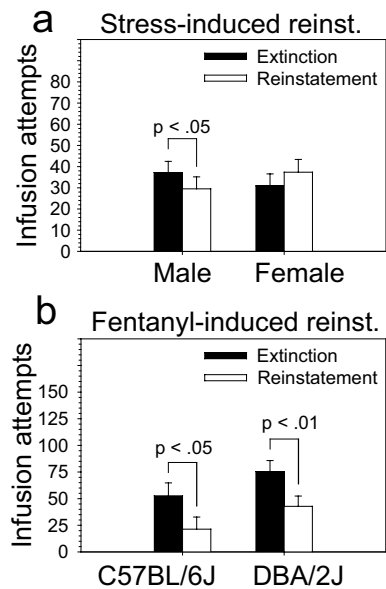 a
Stress-induced reinst.
Extinction
Reinstatement
p < .05
Infusion attempts
80
70
60
50
40
30
20
10
0
Male Female
b
Fentanyl-induced reinst.
Extinction
Reinstatement
p < .05
p < .01
Infusion attempts
150
125
100
75
50
25
0
C57BL/6J DBA/2J